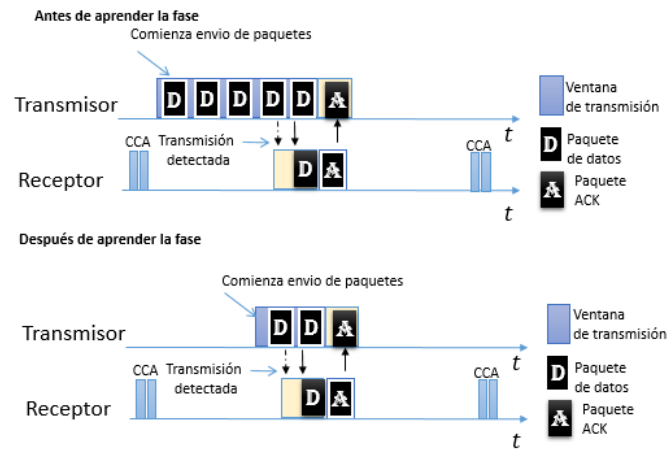 Antes de aprender la fase
Comienza envio de paquetes
D D D D D A
Transmisor
t
Ventana
de transmisión
CCA
Transmisión
detectada
CCA
D
Paquete
de datos
Receptor
D A
t
A
Paquete
ACK
Después de aprender la fase
Comienza envio de paquetes
D D A
Transmisor
t
Ventana
de transmisión
CCA
Transmisión
detectada
CCA
D
Paquete
de datos
Receptor
D A
t
A
Paquete
ACK